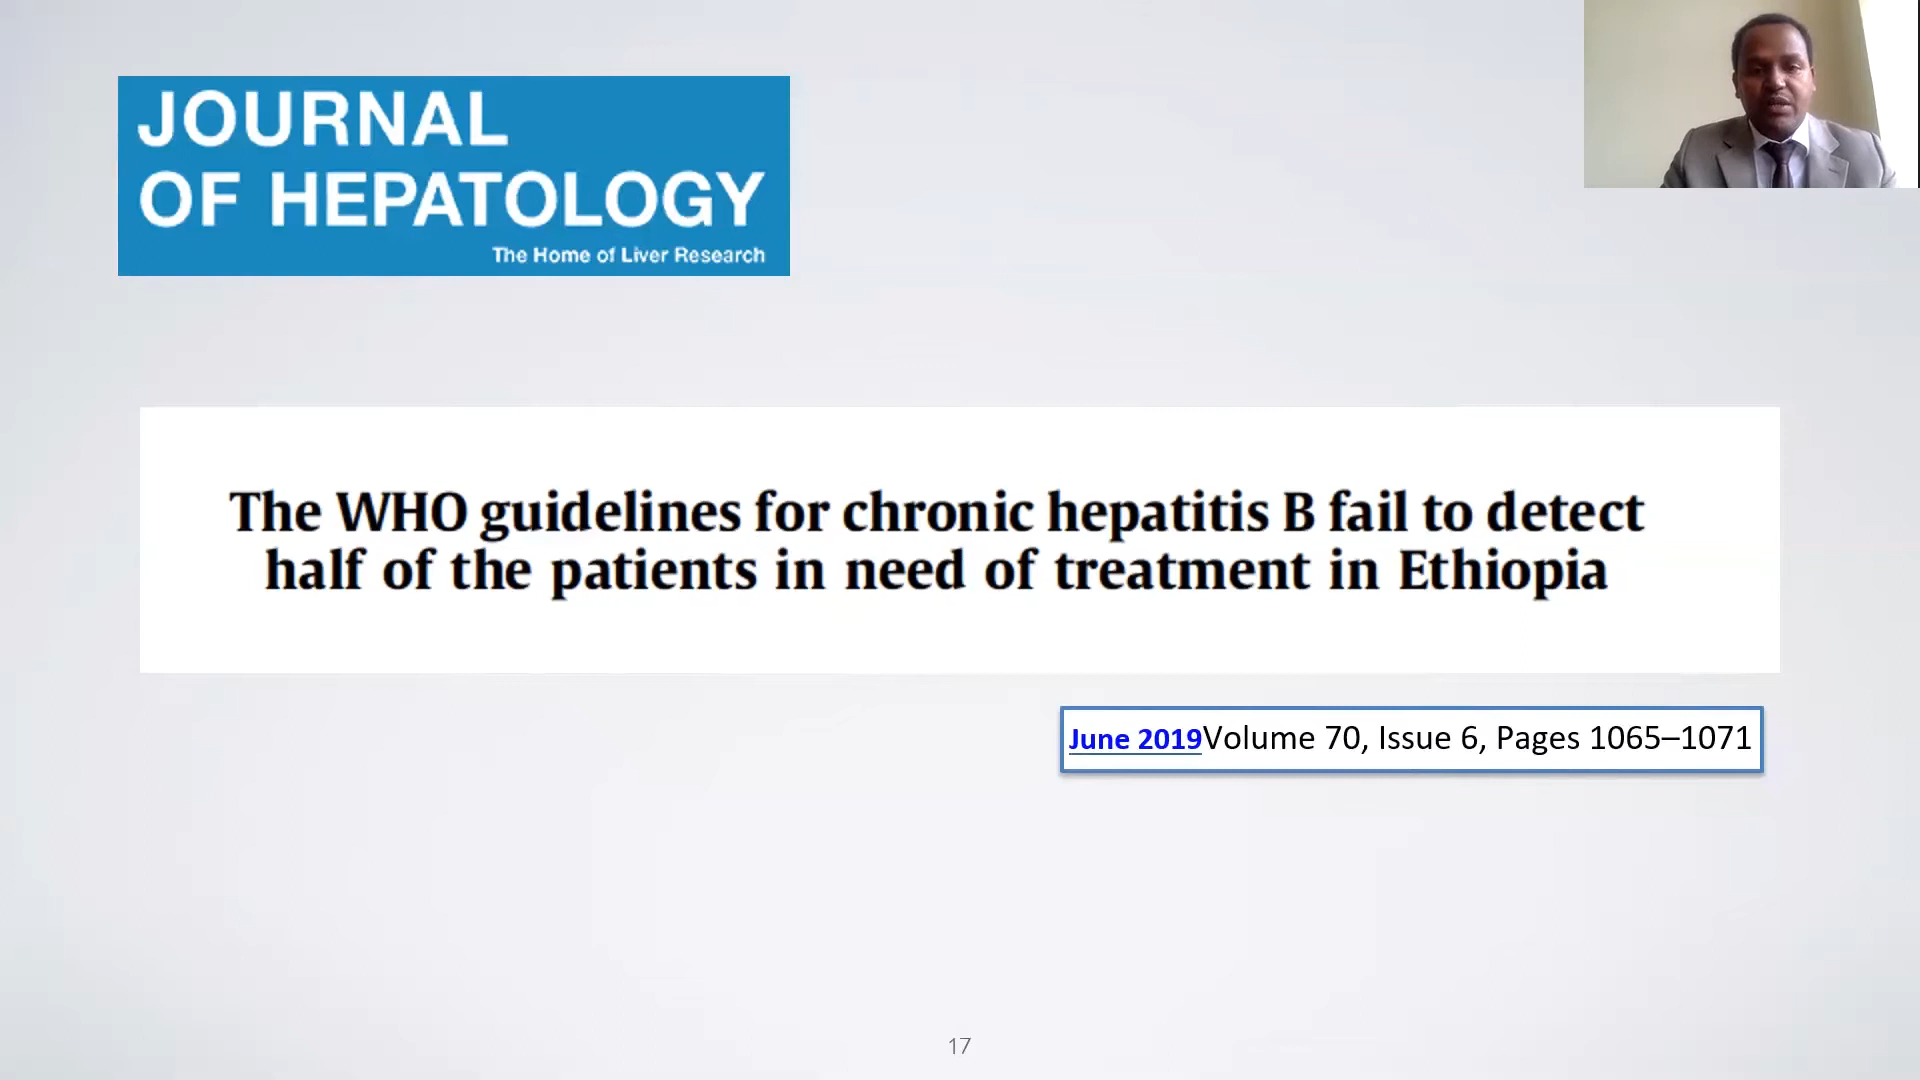 JOURNAL
OF HEPATOLOGY
The Home of Liver Research
The WHO guidelines for chronic hepatitis B fail to detect
half of the patients in need of treatment in Ethiopia
June 2019Volume 70, Issue 6, Pages 1065–1071
17